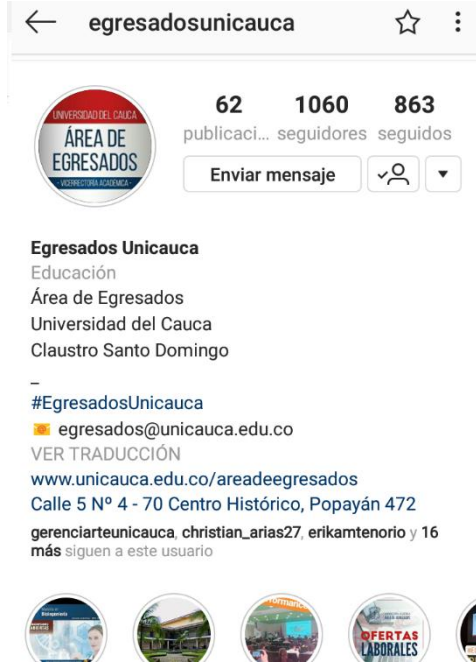 egresadosunicauca
UNIVERSIDAD DEL CAUCA
ÁREA DE
EGRESADOS
- VICERRECTORÍA ACADÉMICA -
62 1060 863
publicaci... seguidores seguidos
Enviar mensaje
Egresados Unicauca
Educación
Área de Egresados
Universidad del Cauca
Claustro Santo Domingo
_
#EgresadosUnicauca
egresados@unicauca.edu.co
VER TRADUCCIÓN
www.unicauca.edu.co/areadeegresados
Calle 5 Nº 4 - 70 Centro Histórico, Popayán 472
gerenciarteunicauca, christian_arias27, erikamtenorio y 16
más siguen a este usuario
OFERTAS
LABORALES